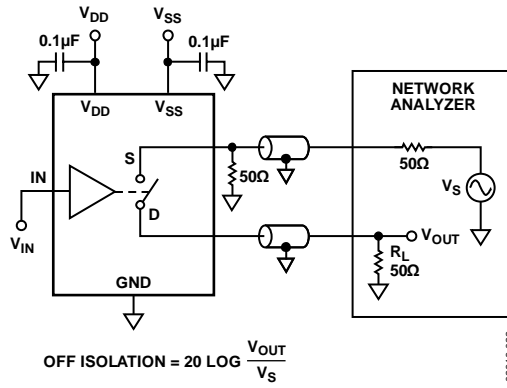 VDD
VSS
0.1µF
0.1µF
VDD
VSS
NETWORK
ANALYZER
S
50Ω
50Ω
VS
IN
D
VOUT
VIN
RL
50Ω
GND
OFF ISOLATION = 20 LOG VOUT
VS